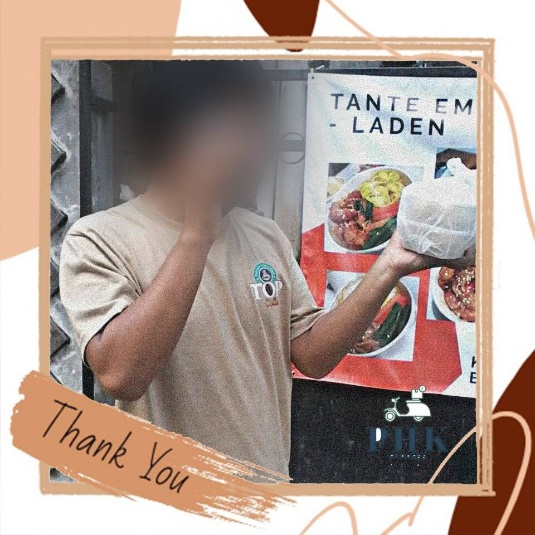 TANTE EM
- LADEN
TOP
PHK
Thank You